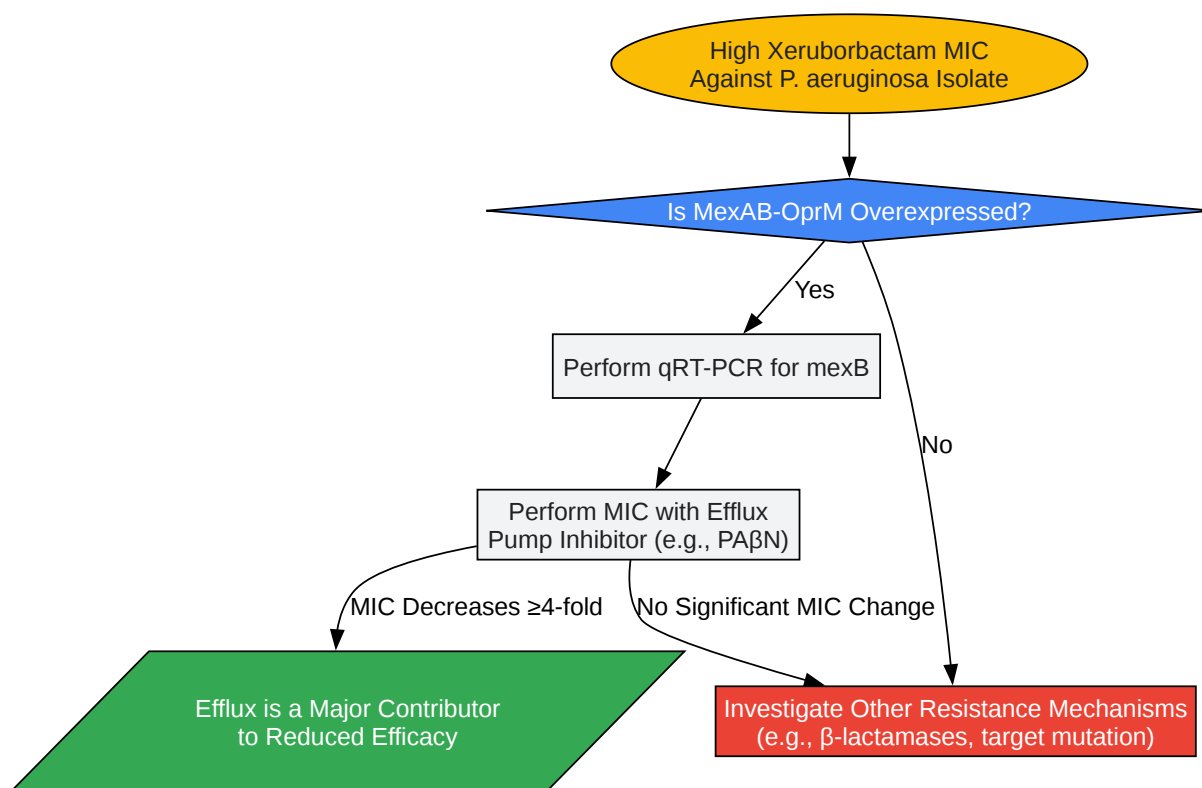 High Xeruborbactam MIC
Against P. aeruginosa Isolate
Is MexAB-OprM Overexpressed?
Yes
Perform qRT-PCR for mexB
No
Perform MIC with Efflux
Pump Inhibitor (e.g., PAβN)
MIC Decreases ≥4-fold
No Significant MIC Change
Efflux is a Major Contributor
to Reduced Efficacy
Investigate Other Resistance Mechanisms
(e.g., β-lactamases, target mutation)